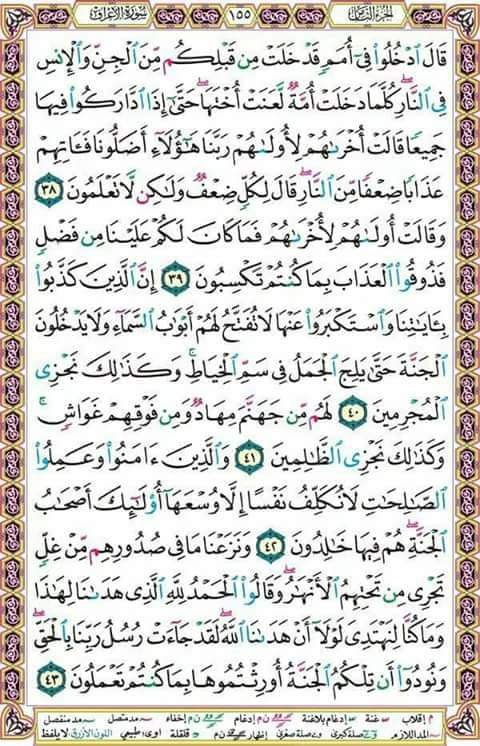 الجزء الثامن
١٥٥
سورة الأعراف
قَالَ ٱدْخُلُوا۟ فِىٓ أُمَمٍ قَدْ خَلَتْ مِن قَبْلِكُم مِّنَ ٱلْجِنِّ وَٱلْإِنسِ
فِى ٱلنَّارِ ۖ كُلَّمَا دَخَلَتْ أُمَّةٌ لَّعَنَتْ أُخْتَهَا ۖ حَتَّىٰٓ إِذَا ٱدَّارَكُوا۟ فِيهَا
جَمِيعًا قَالَتْ أُخْرَىٰهُمْ لِأُولَىٰهُمْ رَبَّنَا هَٰٓؤُلَآءِ أَضَلُّونَا فَـَٔاتِهِمْ
عَذَابًا ضِعْفًا مِّنَ ٱلنَّارِ ۖ قَالَ لِكُلٍّ ضِعْفٌ وَلَٰكِن لَّا تَعْلَمُونَ ٣٨
وَقَالَتْ أُولَىٰهُمْ لِأُخْرَىٰهُمْ فَمَا كَانَ لَكُمْ عَلَيْنَا مِن فَضْلٍ
فَذُوقُوا۟ ٱلْعَذَابَ بِمَا كُنتُمْ تَكْسِبُونَ ٣٩ إِنَّ ٱلَّذِينَ كَذَّبُوا۟
بِـَٔايَٰتِنَا وَٱسْتَكْبَرُوا۟ عَنْهَا لَا تُفَتَّحُ لَهُمْ أَبْوَٰبُ ٱلسَّمَآءِ وَلَا يَدْخُلُونَ
ٱلْجَنَّةَ حَتَّىٰ يَلِجَ ٱلْجَمَلُ فِى سَمِّ ٱلْخِيَاطِ ۚ وَكَذَٰلِكَ نَجْزِى
ٱلْمُجْرِمِينَ ٤٠ لَهُم مِّن جَهَنَّمَ مِهَادٌ وَمِن فَوْقِهِمْ غَوَاشٍ ۚ
وَكَذَٰلِكَ نَجْزِى ٱلظَّٰلِمِينَ ٤١ وَٱلَّذِينَ ءَامَنُوا۟ وَعَمِلُوا۟
ٱلصَّٰلِحَٰتِ لَا نُكَلِّفُ نَفْسًا إِلَّا وُسْعَهَآ أُو۟لَٰٓئِكَ أَصْحَٰبُ
ٱلْجَنَّةِ ۖ هُمْ فِيهَا خَٰلِدُونَ ٤٢ وَنَزَعْنَا مَا فِى صُدُورِهِم مِّنْ غِلٍّ
تَجْرِى مِن تَحْتِهِمُ ٱلْأَنْهَٰرُ ۖ وَقَالُوا۟ ٱلْحَمْدُ لِلَّهِ ٱلَّذِى هَدَىٰنَا لِهَٰذَا
وَمَا كُنَّا لِنَهْتَدِىَ لَوْلَآ أَنْ هَدَىٰنَا ٱللَّهُ ۖ لَقَدْ جَآءَتْ رُسُلُ رَبِّنَا بِٱلْحَقِّ ۖ
وَنُودُوٓا۟ أَن تِلْكُمُ ٱلْجَنَّةُ أُورِثْتُمُوهَا بِمَا كُنتُمْ تَعْمَلُونَ ٤٣
م إقلاب غنة إدغام بلاغنة ن م إدغام ن م إخفاء مد متصل مد منفصل
المد اللازم صلة كبرى صلة صغرى إظهار ن م قلقلة اوى: طبيعي اللون الأزرق لا يلفظ